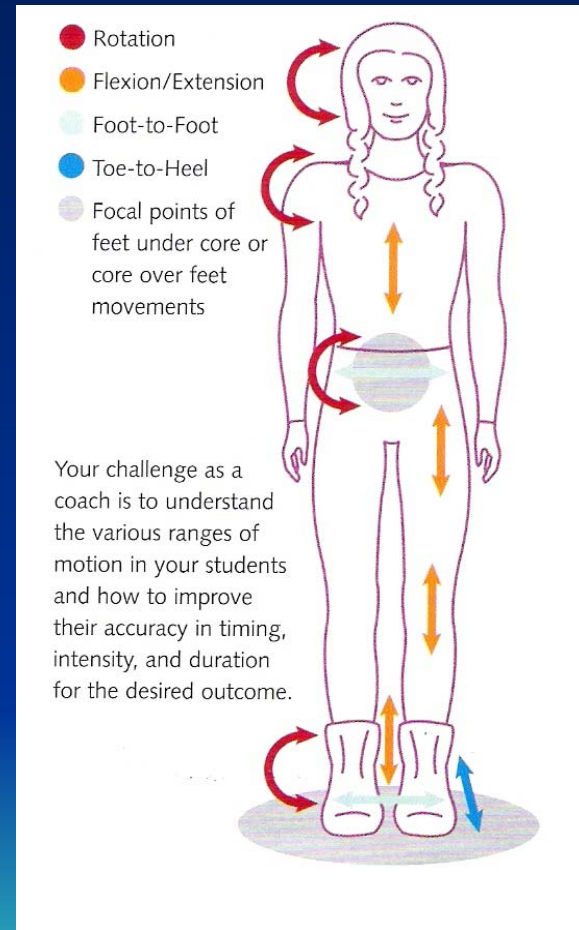 Rotation
Flexion/Extension
Foot-to-Foot
Toe-to-Heel
Focal points of
feet under core or
core over feet
movements
Your challenge as a
coach is to understand
the various ranges of
motion in your students
and how to improve
their accuracy in timing,
intensity, and duration
for the desired outcome.